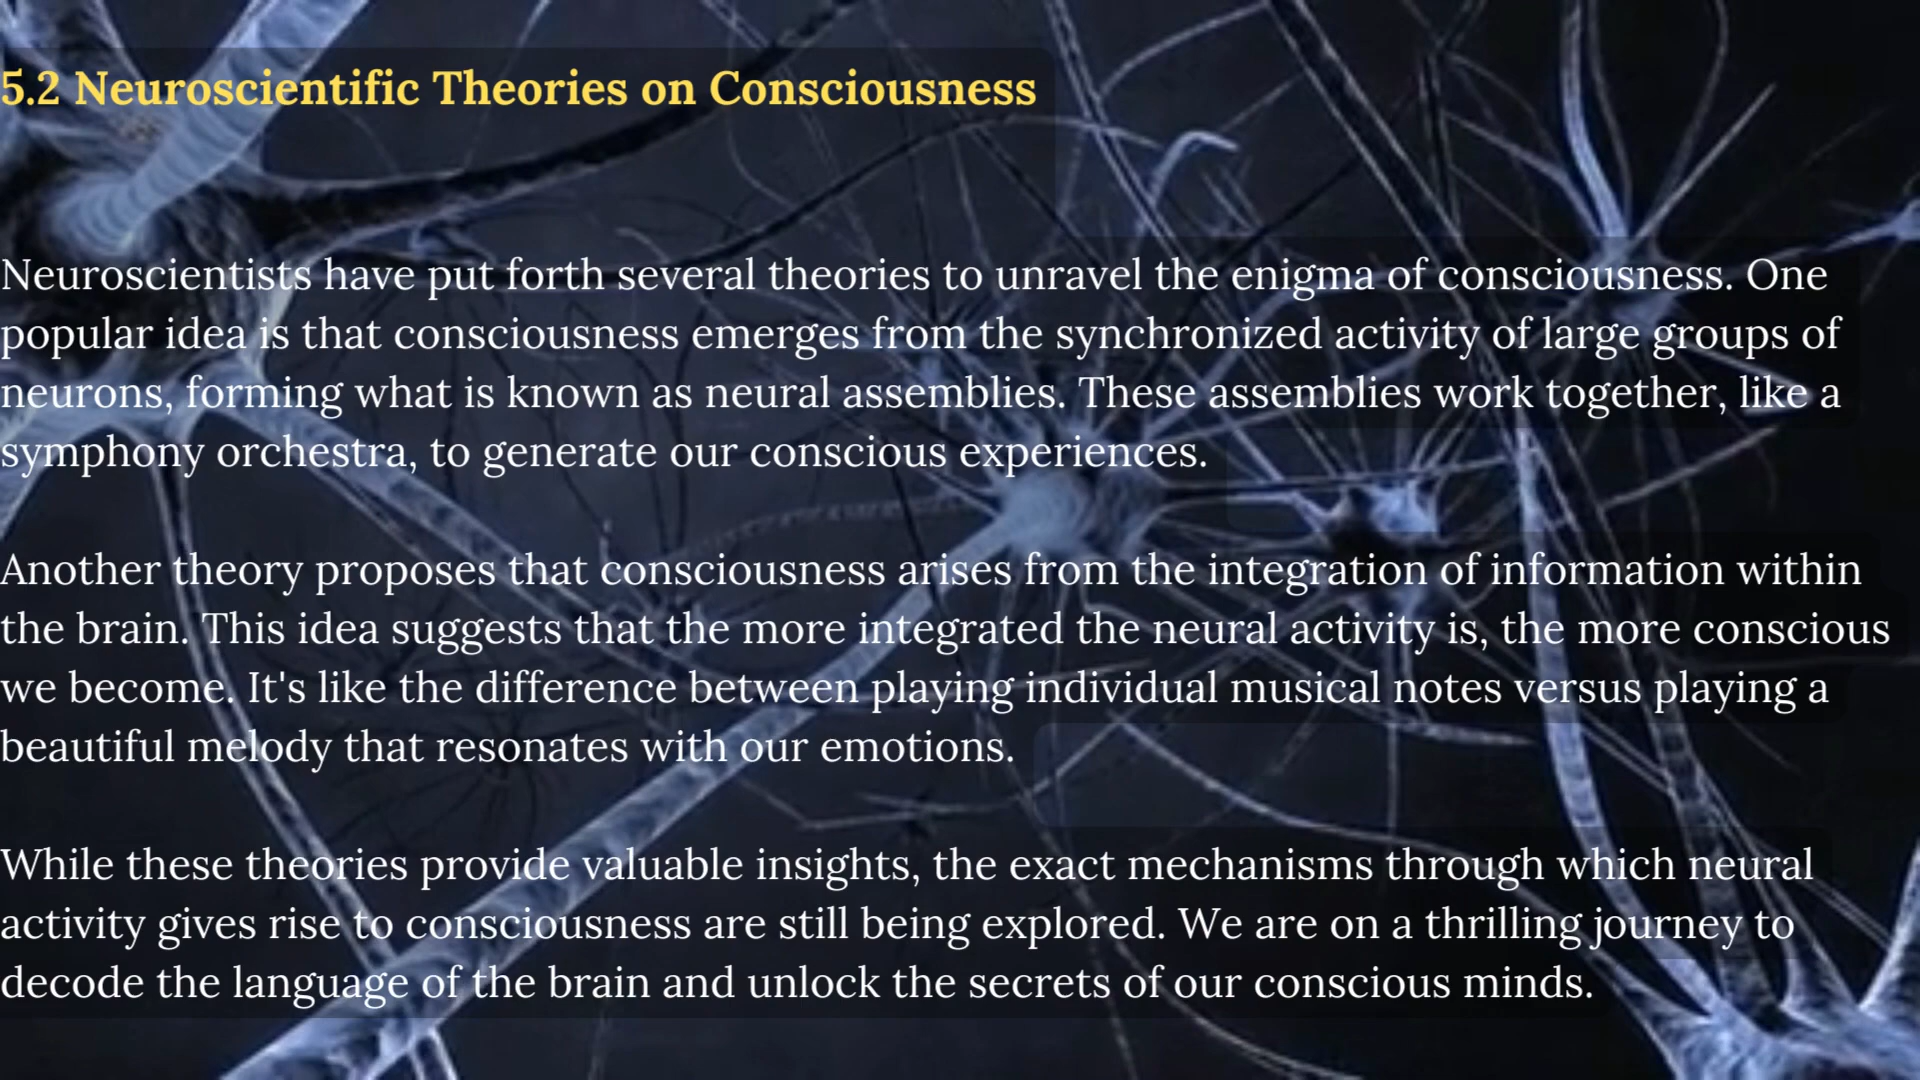 5.2 Neuroscientific Theories on Consciousness
Neuroscientists have put forth several theories to unravel the enigma of consciousness. One
popular idea is that consciousness emerges from the synchronized activity of large groups of
neurons, forming what is known as neural assemblies. These assemblies work together, like a
symphony orchestra, to generate our conscious experiences.
Another theory proposes that consciousness arises from the integration of information within
the brain. This idea suggests that the more integrated the neural activity is, the more conscious
we become. It's like the difference between playing individual musical notes versus playing a
beautiful melody that resonates with our emotions.
While these theories provide valuable insights, the exact mechanisms through which neural
activity gives rise to consciousness are still being explored. We are on a thrilling journey to
decode the language of the brain and unlock the secrets of our conscious minds.